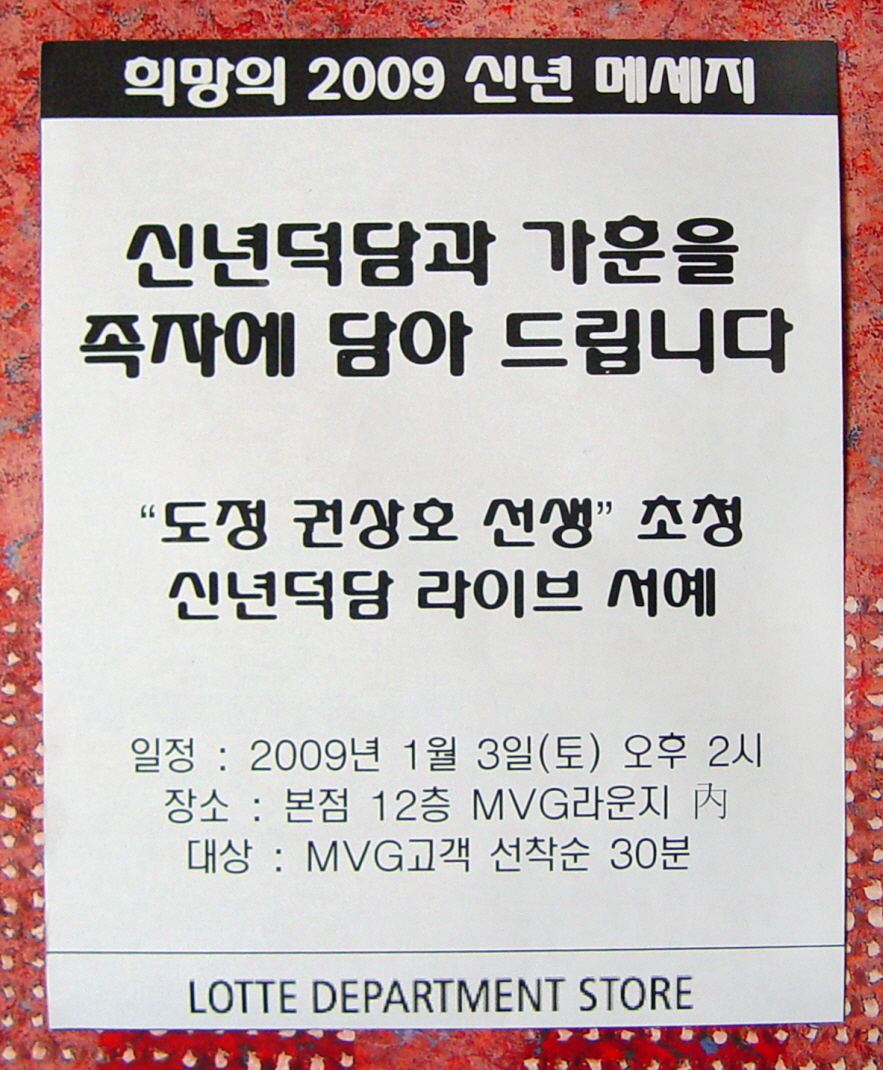 희망의 2009 신년 메세지
신년덕담과 가훈을
족자에 담아 드립니다
“도정 권상호 선생” 초청
신년덕담 라이브 서예
일정 : 2009년 1월 3일(토) 오후 2시
장소 : 본점 12층 MVG라운지 内
대상 : MVG고객 선착순 30분
LOTTE DEPARTMENT STORE